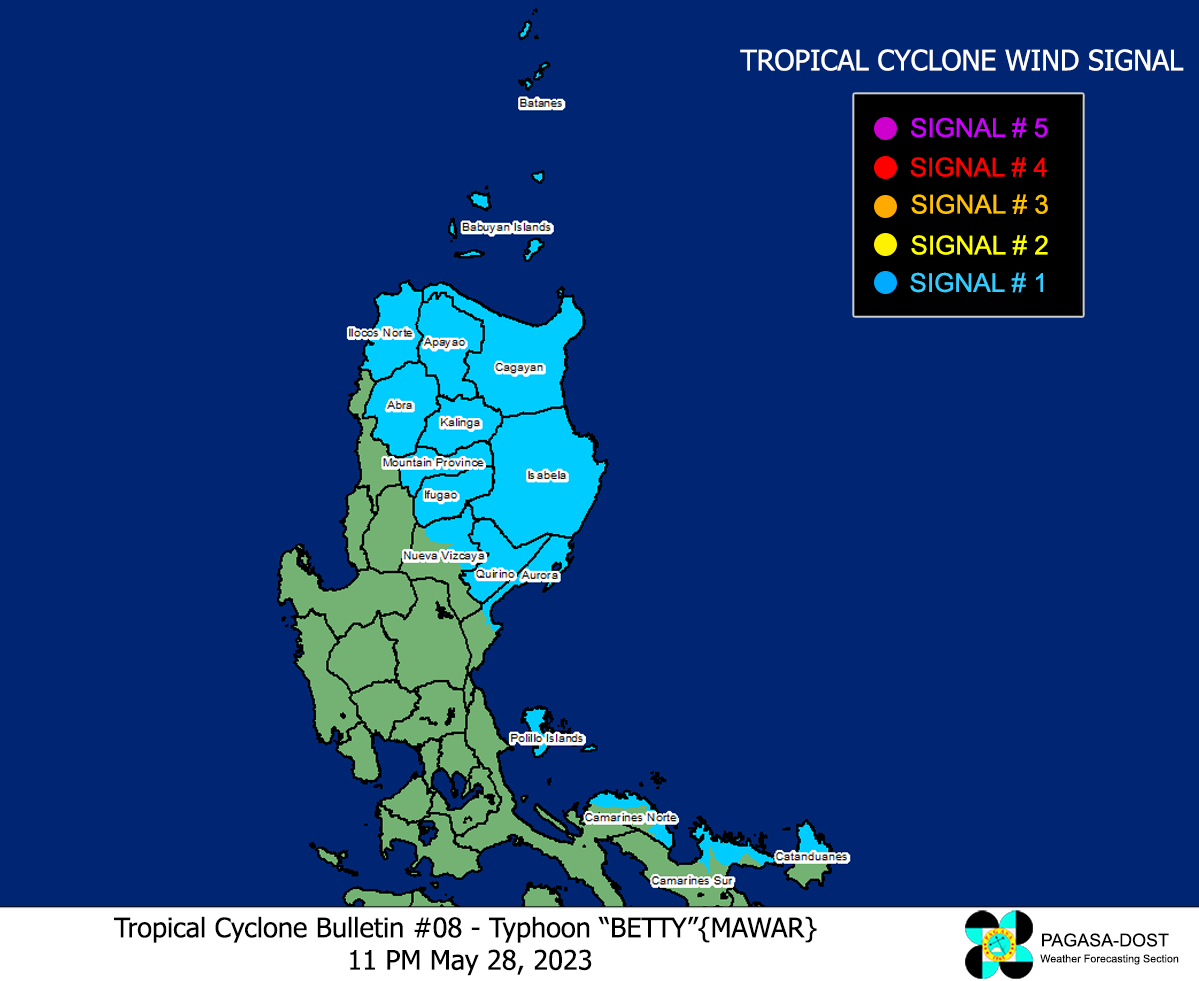 TROPICAL CYCLONE WIND SIGNAL
SIGNAL # 5
SIGNAL # 4
SIGNAL # 3
SIGNAL # 2
SIGNAL # 1
Batanes
Babuyan Islands
Ilocos Norte
Apayao
Cagayan
Abra
Kalinga
Mountain Province
Isabela
Ifugao
Nueva Vizcaya
Quirino
Aurora
Polillo Islands
Camarines Norte
Catanduanes
Camarines Sur
Tropical Cyclone Bulletin #08 - Typhoon “BETTY”{MAWAR}
11 PM May 28, 2023
PAGASA-DOST
Weather Forecasting Section